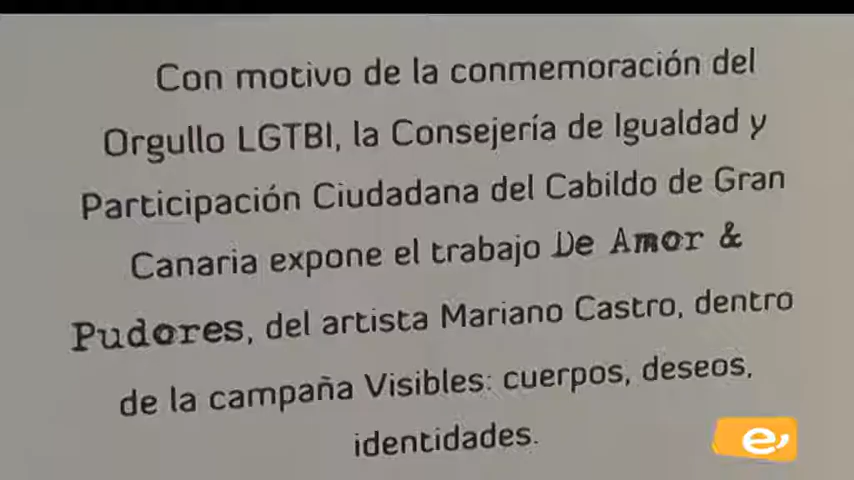 Con motivo de la conmemoración del
Orgullo LGTBI, la Consejería de Igualdad y
Participación Ciudadana del Cabildo de Gran
Canaria expone el trabajo De Amor &
Pudores, del artista Mariano Castro, dentro
de la campaña Visibles: cuerpos, deseos,
identidades.
e